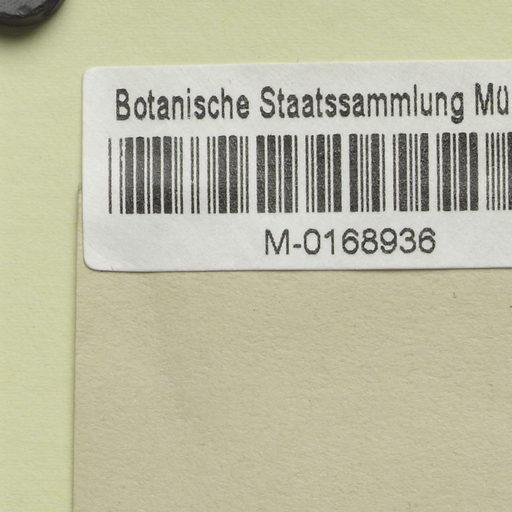 Botanische Staatssammlung Mü
M-0168936